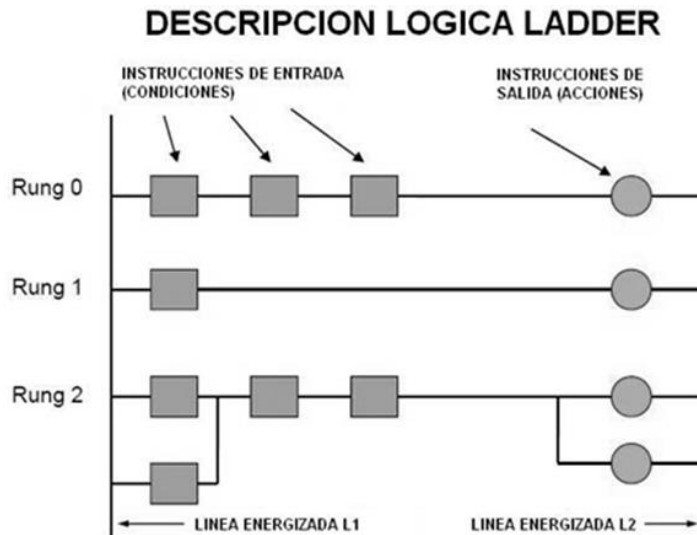 DESCRIPCION LOGICA LADDER
INSTRUCCIONES DE ENTRADA
(CONDICIONES)
INSTRUCCIONES DE
SALIDA (ACCIONES)
Rung 0
Rung 1
Rung 2
LINEA ENERGIZADA L1
LINEA ENERGIZADA L2